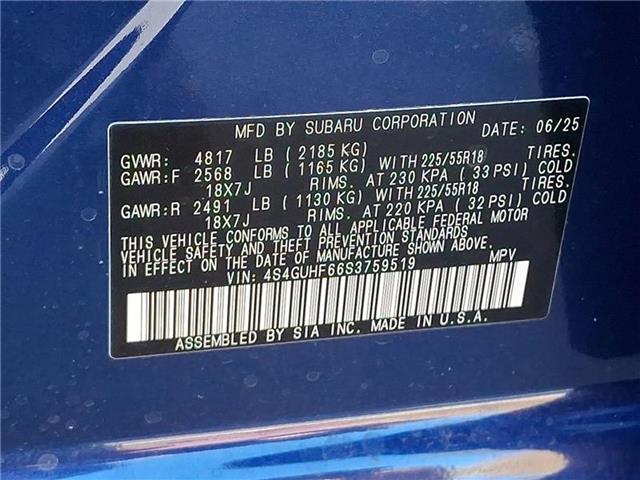 MFD BY SUBARU CORPORATION DATE: 06/25
GVWR: 4817 LB (2185 KG)
GAWR:F 2568 LB (1165 KG) WITH 225/55R18 TIRES.
18X7J RIMS. AT 230 KPA (33 PSI) COLD
GAWR:R 2491 LB (1130 KG) WITH 225/55R18 TIRES.
18X7J RIMS. AT 220 KPA (32 PSI) COLD
THIS VEHICLE CONFORMS TO ALL APPLICABLE FEDERAL MOTOR
VEHICLE SAFETY AND THEFT PREVENTION STANDARDS IN EFFECT ON THE
DATE OF MANUFACTURE SHOWN ABOVE.
VIN: 4S4GUHF66S3759519 MPV
ASSEMBLED BY SIA INC. MADE IN U.S.A.